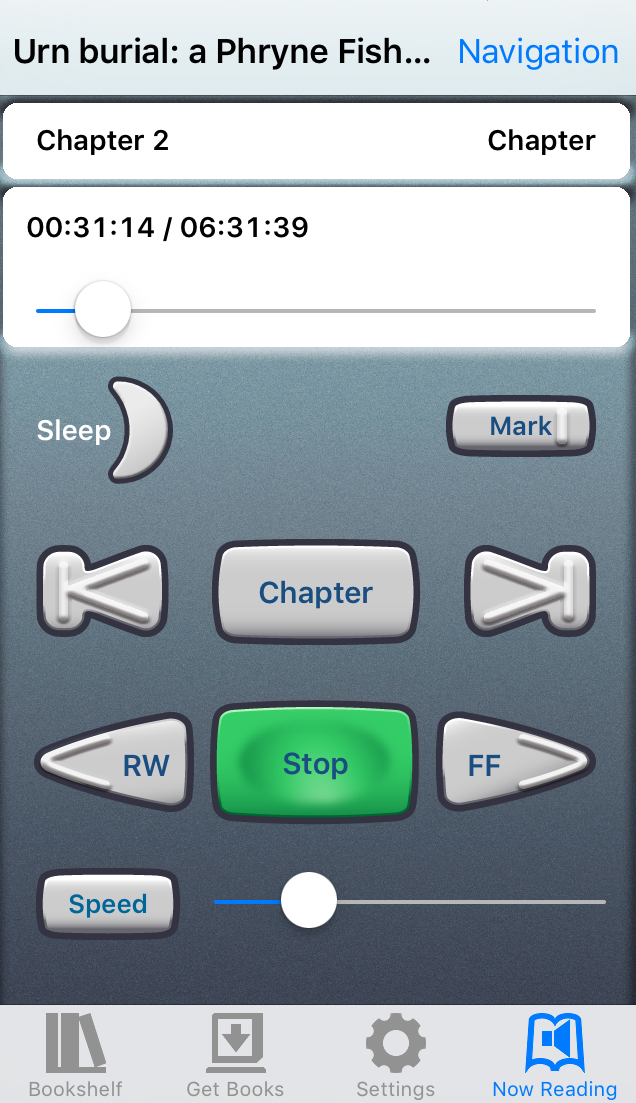 Urn burial: a Phryne Fish... Navigation
Chapter 2 Chapter
00:31:14 / 06:31:39
Sleep Mark
Chapter
RW Stop FF
Speed
Bookshelf Get Books Settings Now Reading